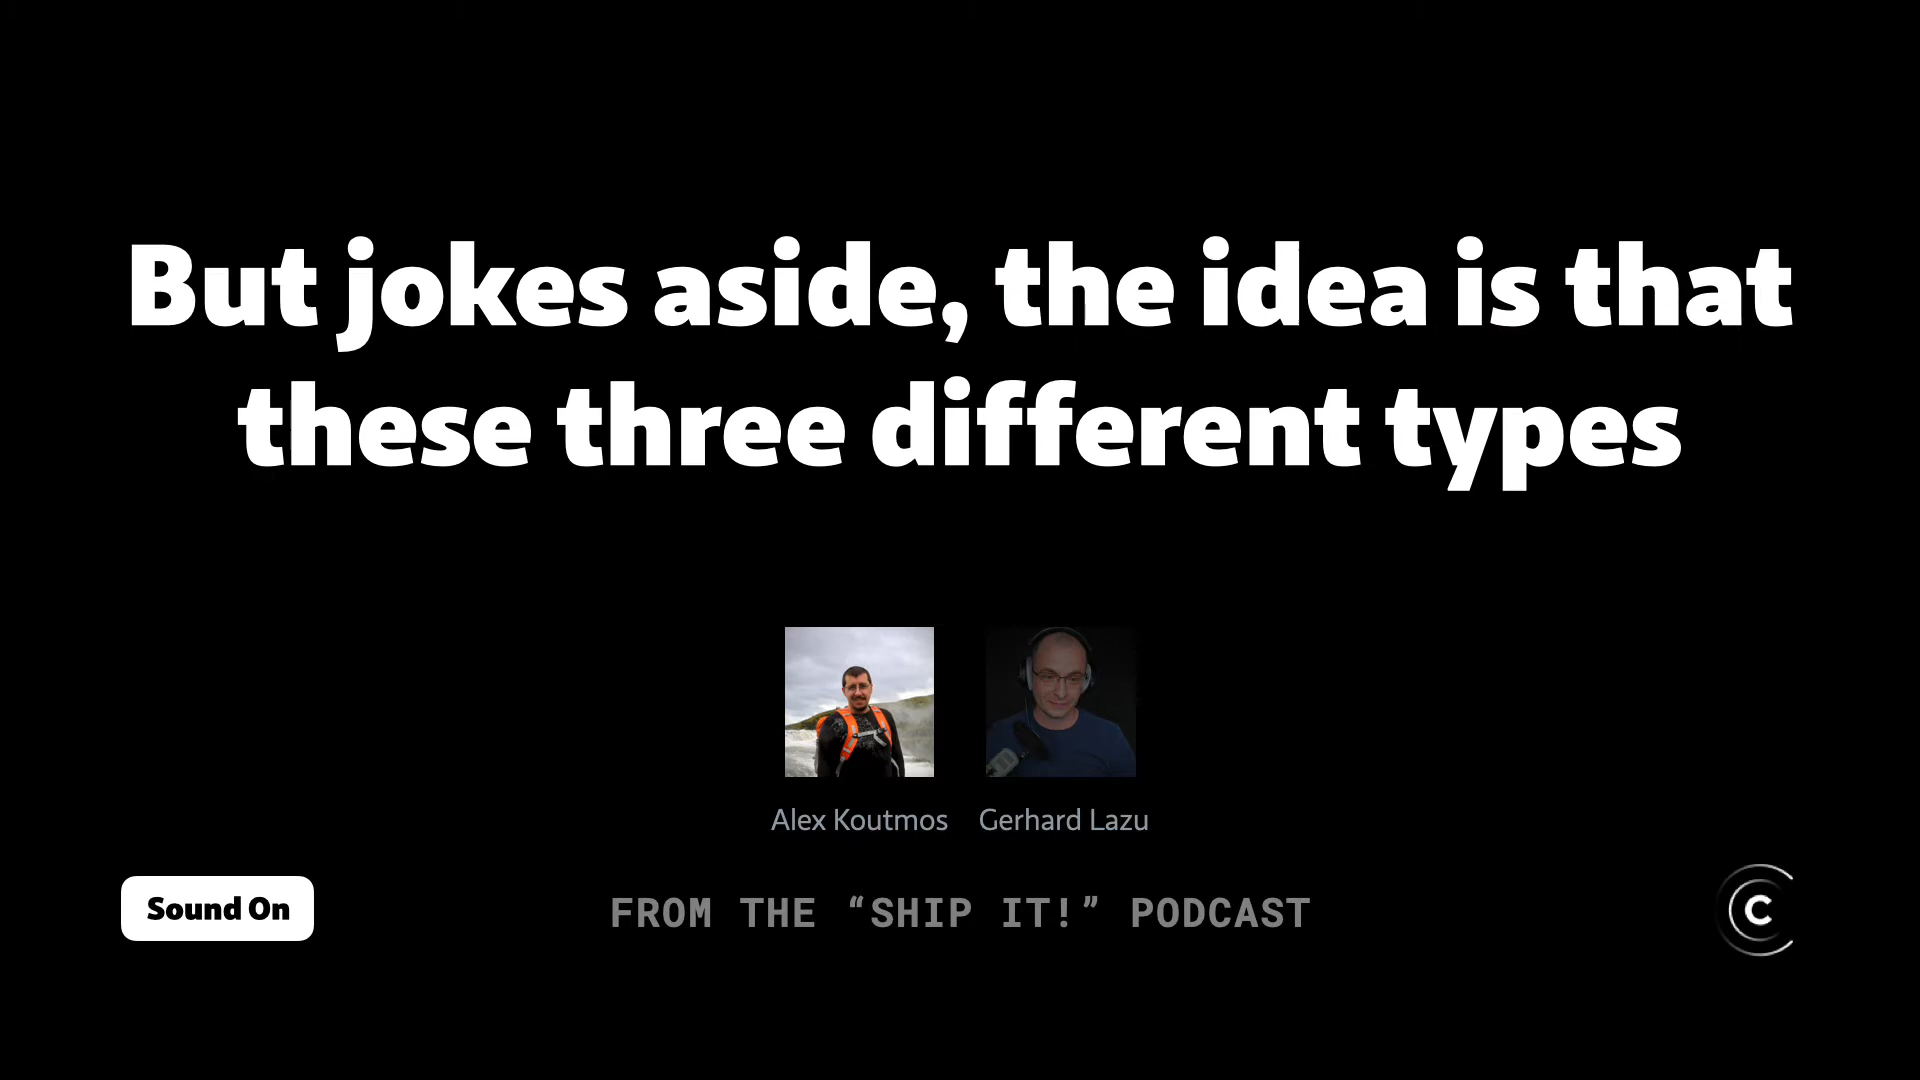 But jokes aside, the idea is that
these three different types
Alex Koutmos
Gerhard Lazu
Sound On
FROM THE “SHIP IT!” PODCAST
C